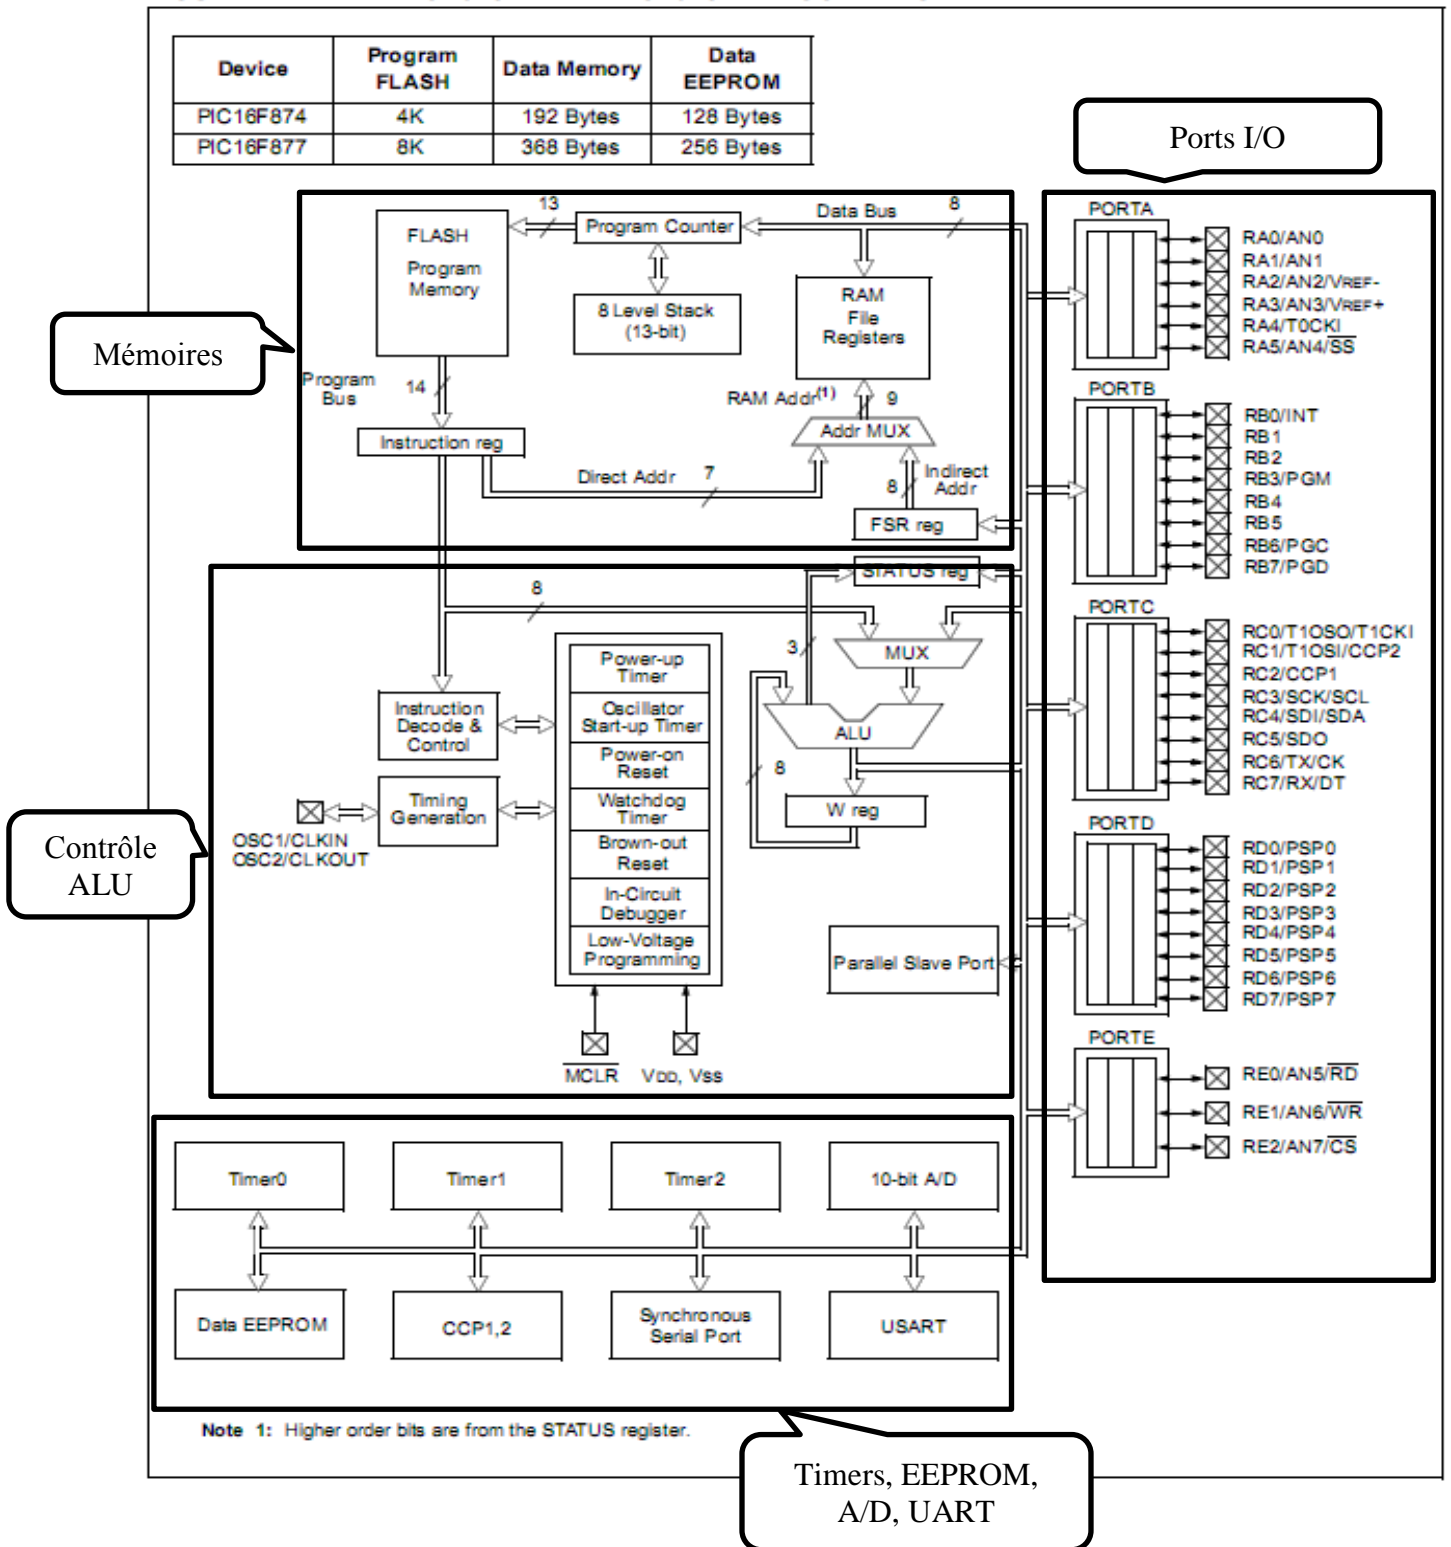 Device
Program
FLASH
Data Memory
Data
EEPROM
PIC16F874
4K
192 Bytes
128 Bytes
PIC16F877
8K
368 Bytes
256 Bytes
Ports I/O
Mémoires
13
Program Counter
Data Bus
8
FLASH
Program
Memory
8 Level Stack
(13-bit)
RAM
File
Registers
Program
Bus
14
RAM Addr(1)
9
Addr MUX
Instruction reg
Direct Addr
7
8
Indirect
Addr
FSR reg
STATUS reg
8
3
MUX
Power-up
Timer
Oscillator
Start-up Timer
Power-on
Reset
Watchdog
Timer
Brown-out
Reset
In-Circuit
Debugger
Low-Voltage
Programming
Instruction
Decode &
Control
ALU
8
Timing
Generation
W reg
OSC1/CLKIN
OSC2/CLKOUT
Contrôle
ALU
Parallel Slave Port
MCLR
VDD, VSS
PORTA
RA0/AN0
RA1/AN1
RA2/AN2/VREF-
RA3/AN3/VREF+
RA4/T0CKI
RA5/AN4/SS
PORTB
RB0/INT
RB1
RB2
RB3/PGM
RB4
RB5
RB6/PGC
RB7/PGD
PORTC
RC0/T1OSO/T1CKI
RC1/T1OSI/CCP2
RC2/CCP1
RC3/SCK/SCL
RC4/SDI/SDA
RC5/SDO
RC6/TX/CK
RC7/RX/DT
PORTD
RD0/PSP0
RD1/PSP1
RD2/PSP2
RD3/PSP3
RD4/PSP4
RD5/PSP5
RD6/PSP6
RD7/PSP7
PORTE
RE0/AN5/RD
RE1/AN6/WR
RE2/AN7/CS
Timer0
Timer1
Timer2
10-bit A/D
Data EEPROM
CCP1,2
Synchronous
Serial Port
USART
Note 1: Higher order bits are from the STATUS register.
Timers, EEPROM,
A/D, UART